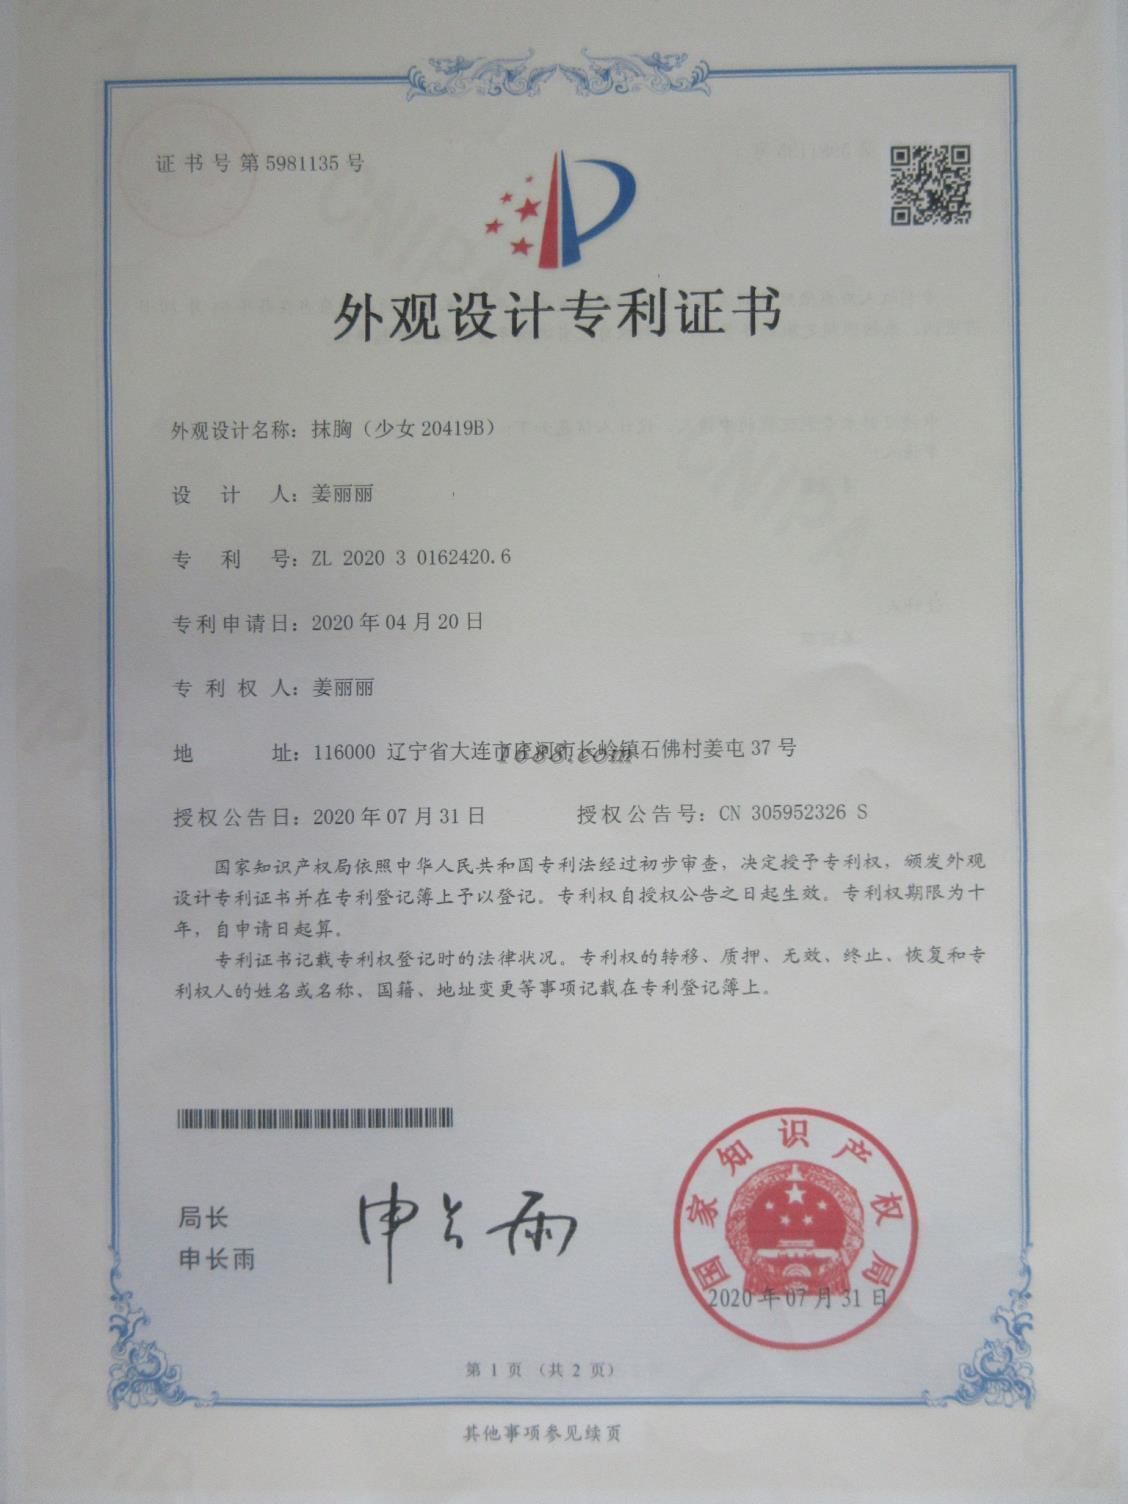 证书号第5981135号
外观设计专利证书
外观设计名称：抹胸（少女20419B）
设计人：姜丽丽
专利号：ZL 2020 3 0162420.6
专利申请日：2020年04月20日
专利权人：姜丽丽
地址：116000 辽宁省大连市庄河市长岭镇石佛村姜屯37号
1688.com
授权公告日：2020年07月31日 授权公告号：CN 305952326 S
国家知识产权局依照中华人民共和国专利法经过初步审查，决定授予专利权，颁发外观
设计专利证书并在专利登记簿上予以登记。专利权自授权公告之日起生效。专利权期限为十
年，自申请日起算。
专利证书记载专利权登记时的法律状况。专利权的转移、质押、无效、终止、恢复和专
利权人的姓名或名称、国籍、地址变更等事项记载在专利登记簿上。
局长
申长雨
申长雨
国家知识产权局
2020年07月31日
第 1 页 （共 2 页）
其他事项参见续页